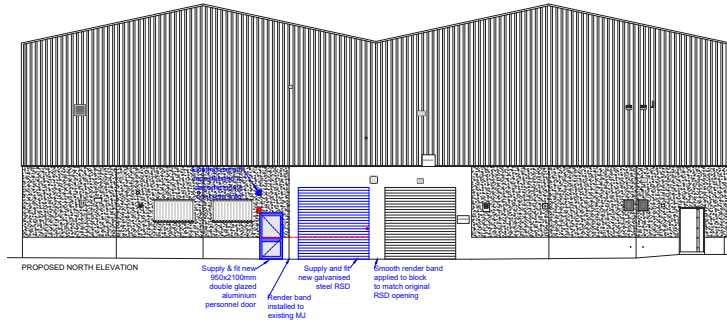 PROPOSED NORTH ELEVATION
Supply & fit new
950x2100mm
double glazed
aluminium
personnel door
Render band
installed to
existing MJ
Supply and fit
new galvanised
steel RSD
Smooth render band
applied to block
to match original
RSD opening